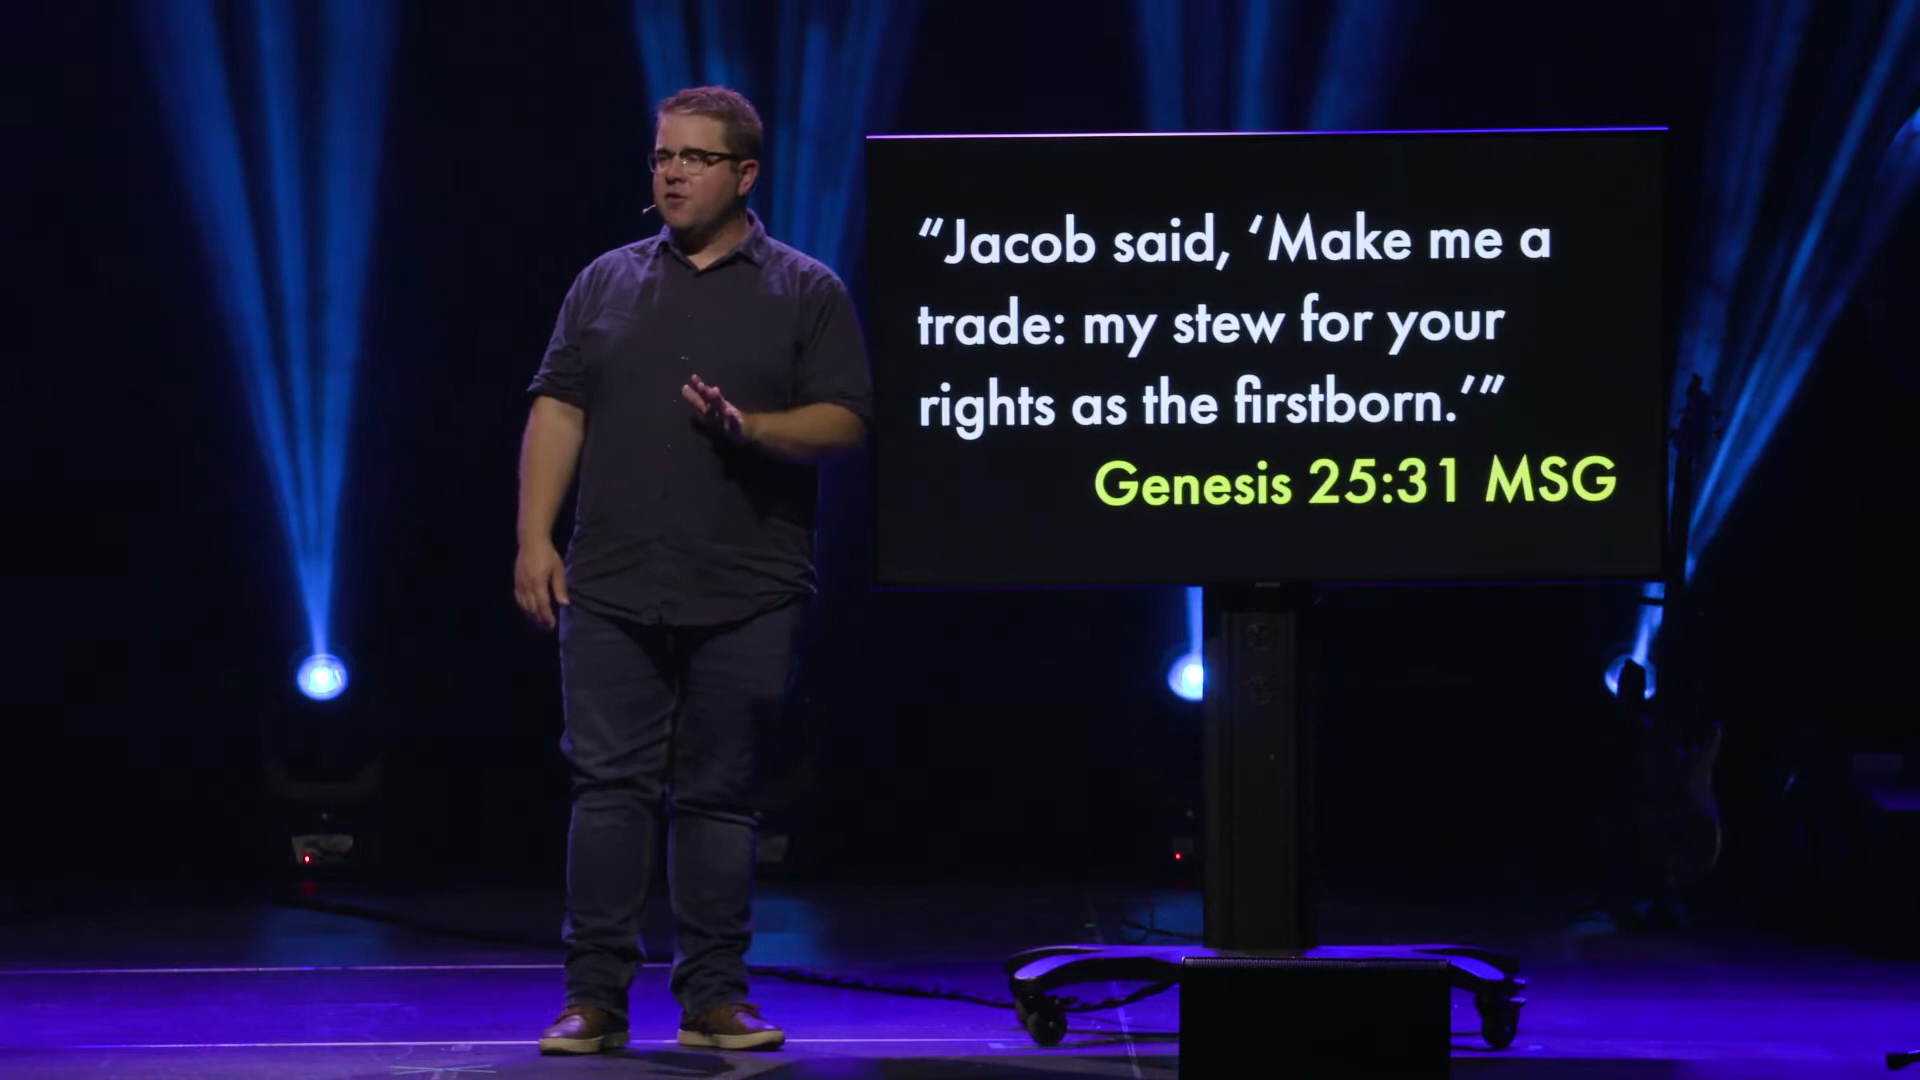 “Jacob said, ‘Make me a
trade: my stew for your
rights as the firstborn.’”
Genesis 25:31 MSG